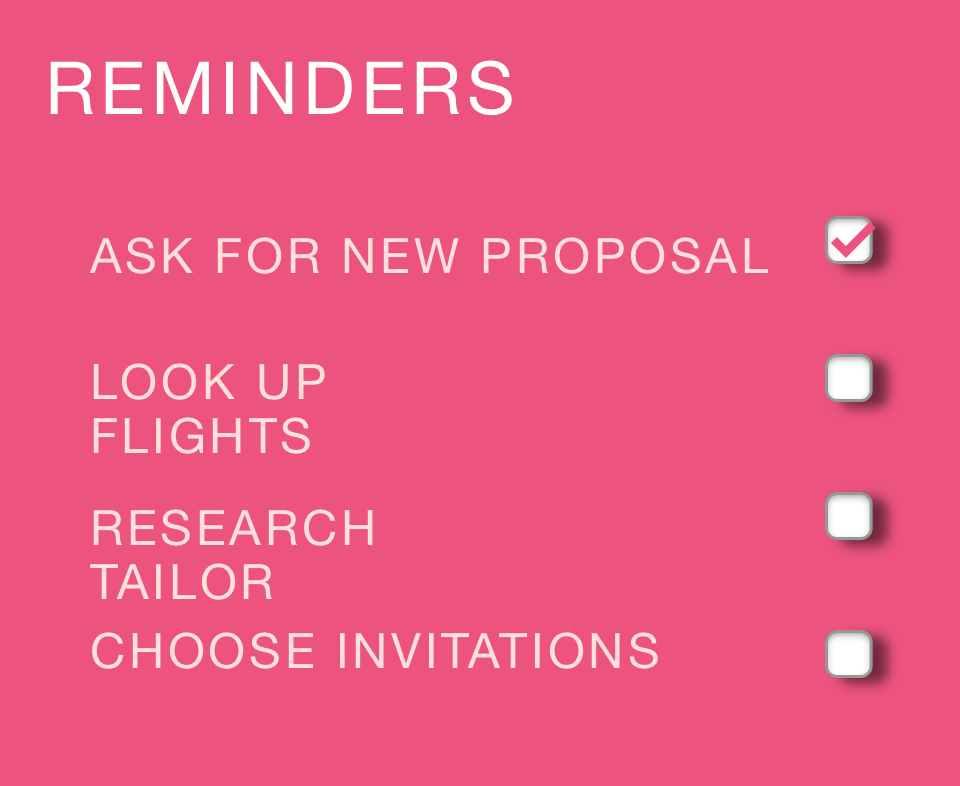 REMINDERS
ASK FOR NEW PROPOSAL
LOOK UP
FLIGHTS
RESEARCH
TAILOR
CHOOSE INVITATIONS